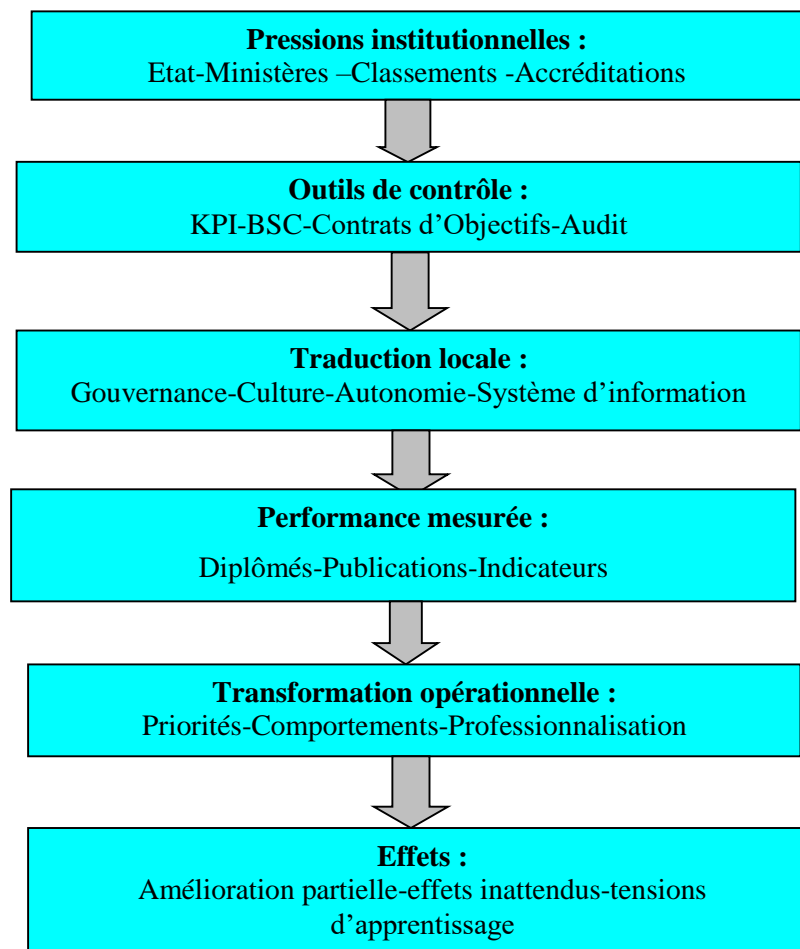 Pressions institutionnelles :
Etat-Ministères –Classements -Accréditations
Outils de contrôle :
KPI-BSC-Contrats d’Objectifs-Audit
Traduction locale :
Gouvernance-Culture-Autonomie-Système d’information
Performance mesurée :
Diplômés-Publications-Indicateurs
Transformation opérationnelle :
Priorités-Comportements-Professionnalisation
Effets :
Amélioration partielle-effets inattendus-tensions
d’apprentissage